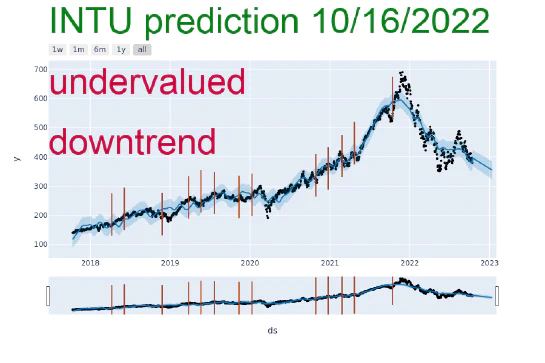 INTU prediction 10/16/2022
1w 1m 6m 1y all
700
undervalued
600
500
downtrend
400
y
300
200
100
2018 2019 2020 2021 2022 2023
ds